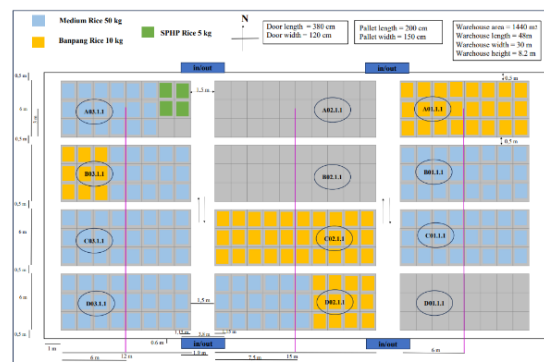 Medium Rice 50 kg
Banpang Rice 10 kg
SPHP Rice 5 kg
N
Door length = 380 cm
Door width = 120 cm
Pallet length = 200 cm
Pallet width = 150 cm
Warehouse area = 1440 m²
Warehouse length = 48m
Warehouse width = 30 m
Warehouse height = 8.2 m
in/out
in/out
0,5 m
0.5 m
6 m
A03.1.1
A02.1.1
A01.1.1
0,5 m
0,5 m
B03.1.1
B02.1.1
B01.1.1
0,5 m
6 m
C03.1.1
C02.1.1
C01.1.1
0,5 m
6 m
D03.1.1
3,5 m
D02.1.1
D01.1.1
0,5 m
1 m
0.6 m
in/out
in/out
6 m
12 m
7.5 m
15 m
6 m